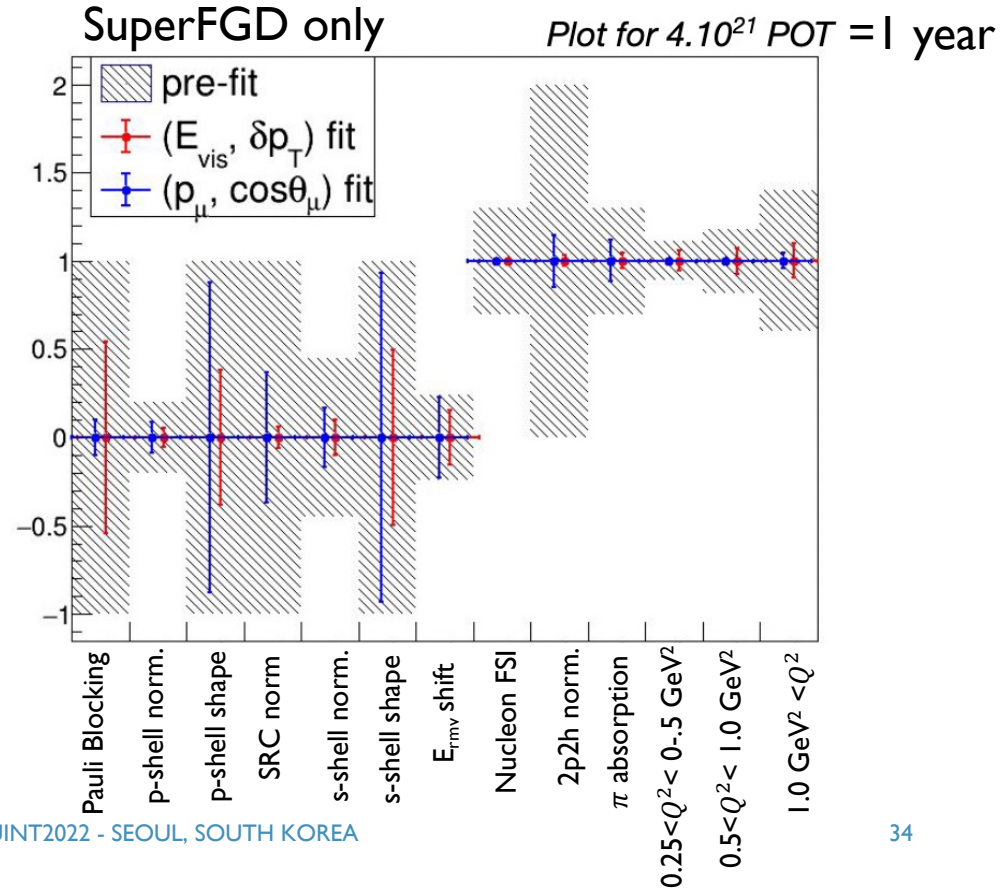 SuperFGD only
Plot for 4.10²¹ POT =1 year
pre-fit
(E_vis, δp_T) fit
(p_μ, cosθ_μ) fit
2
1.5
1
0.5
0
−0.5
−1
Pauli Blocking
p-shell norm.
p-shell shape
SRC norm
s-shell norm.
s-shell shape
E_rmv shift
Nucleon FSI
2p2h norm.
π absorption
0.25<Q²< 0-.5 GeV²
0.5<Q²< 1.0 GeV²
1.0 GeV² <Q²
INT2022 - SEOUL, SOUTH KOREA
34